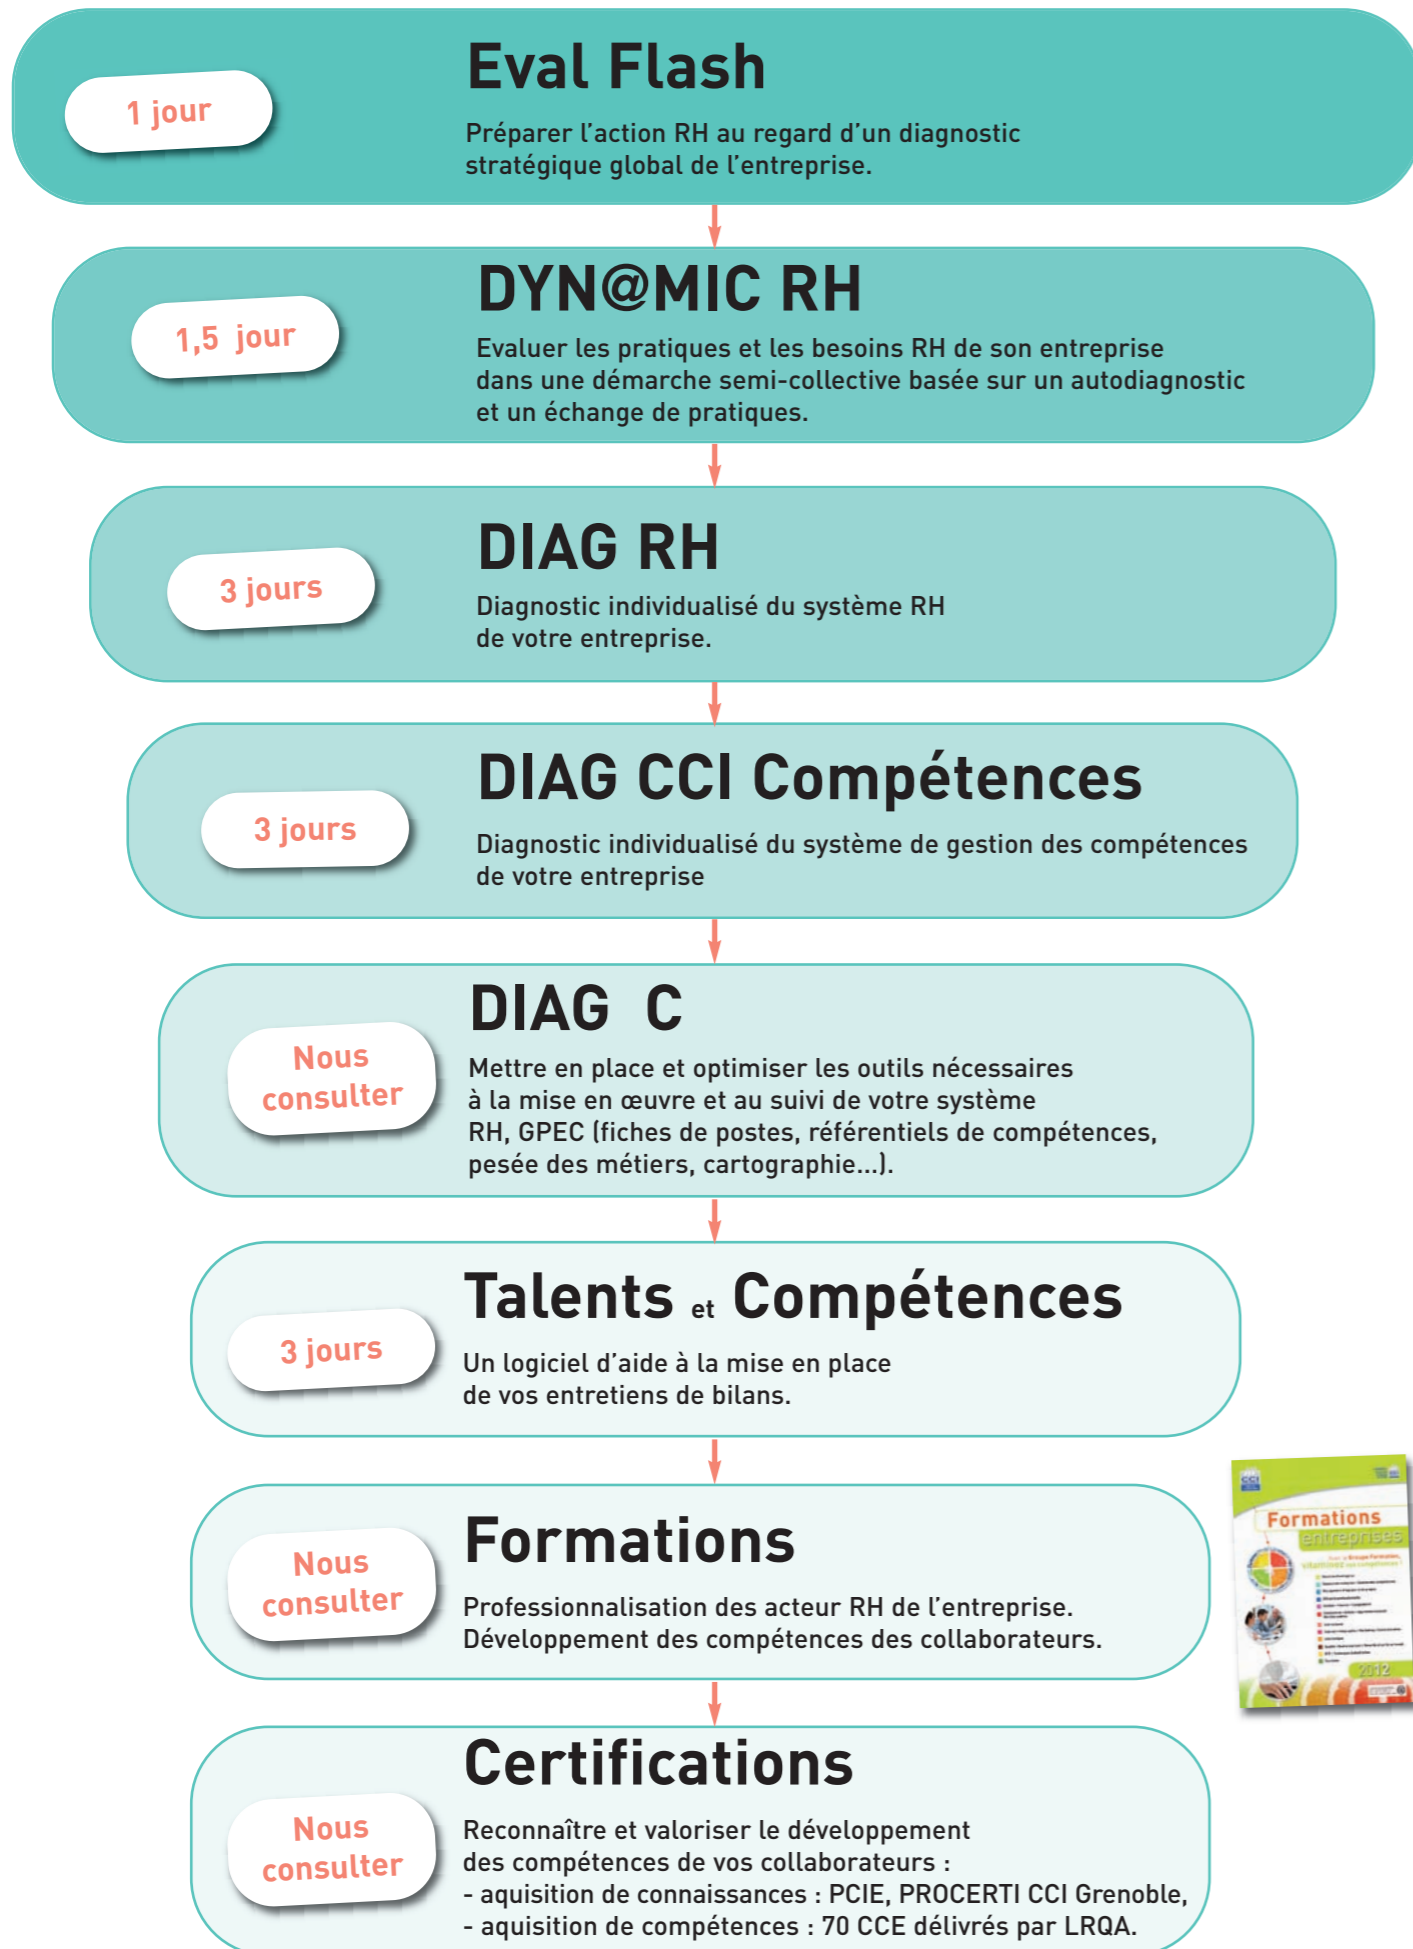 Eval Flash
1 jour
Préparer l'action RH au regard d'un diagnostic
stratégique global de l'entreprise.
DYN@MIC RH
1,5 jour
Evaluer les pratiques et les besoins RH de son entreprise
dans une démarche semi-collective basée sur un autodiagnostic
et un échange de pratiques.
DIAG RH
3 jours
Diagnostic individualisé du système RH
de votre entreprise.
DIAG CCI Compétences
3 jours
Diagnostic individualisé du système de gestion des compétences
de votre entreprise
DIAG C
Nous
consulter
Mettre en place et optimiser les outils nécessaires
à la mise en œuvre et au suivi de votre système
RH, GPEC (fiches de postes, référentiels de compétences,
pesée des métiers, cartographie...).
Talents et Compétences
3 jours
Un logiciel d'aide à la mise en place
de vos entretiens de bilans.
CCI
Formations
entreprises
2012
Formations
Nous
consulter
Professionnalisation des acteur RH de l'entreprise.
Développement des compétences des collaborateurs.
Certifications
Nous
consulter
Reconnaître et valoriser le développement
des compétences de vos collaborateurs :
- aquisition de connaissances : PCIE, PROCERTI CCI Grenoble,
- aquisition de compétences : 70 CCE délivrés par LRQA.